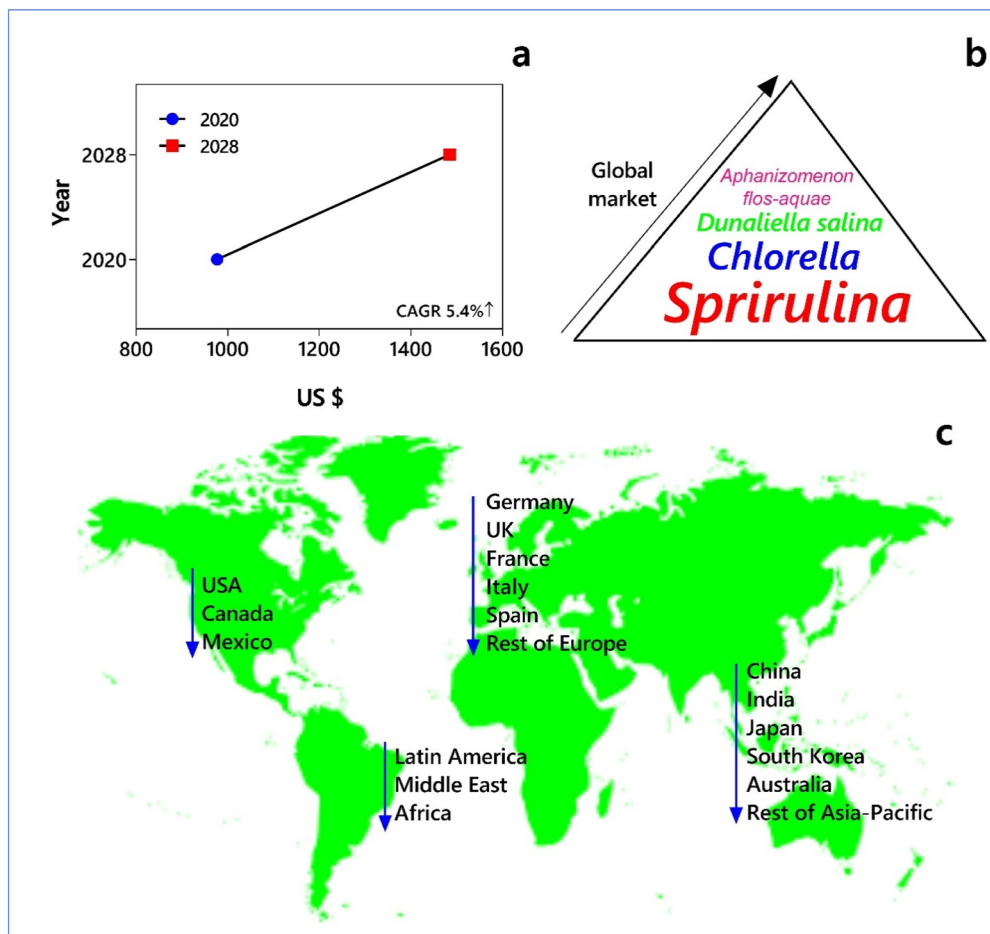 a
2020
2028
2028
2020
Year
CAGR 5.4%↑
800
1000
1200
1400
1600
US $
b
Global
market
Aphanizomenon
flos-aquae
Dunaliella salina
Chlorella
Sprirulina
c
USA
Canada
Mexico
Germany
UK
France
Italy
Spain
Rest of Europe
Latin America
Middle East
Africa
China
India
Japan
South Korea
Australia
Rest of Asia-Pacific